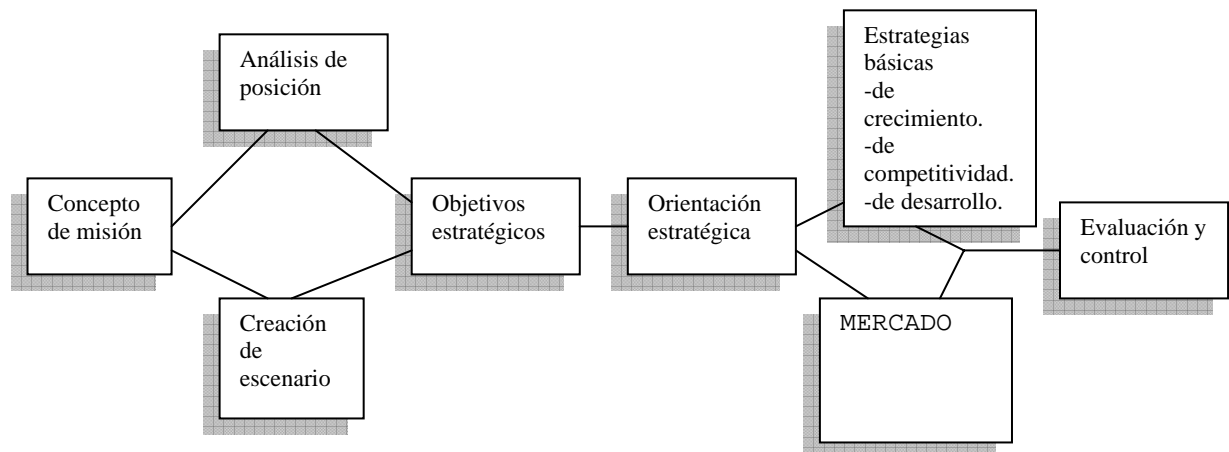 Análisis de
posición
Concepto
de misión
Creación
de
escenario
Objetivos
estratégicos
Orientación
estratégica
Estrategias
básicas
-de
crecimiento.
-de
competitividad.
-de desarrollo.
MERCADO
Evaluación y
control